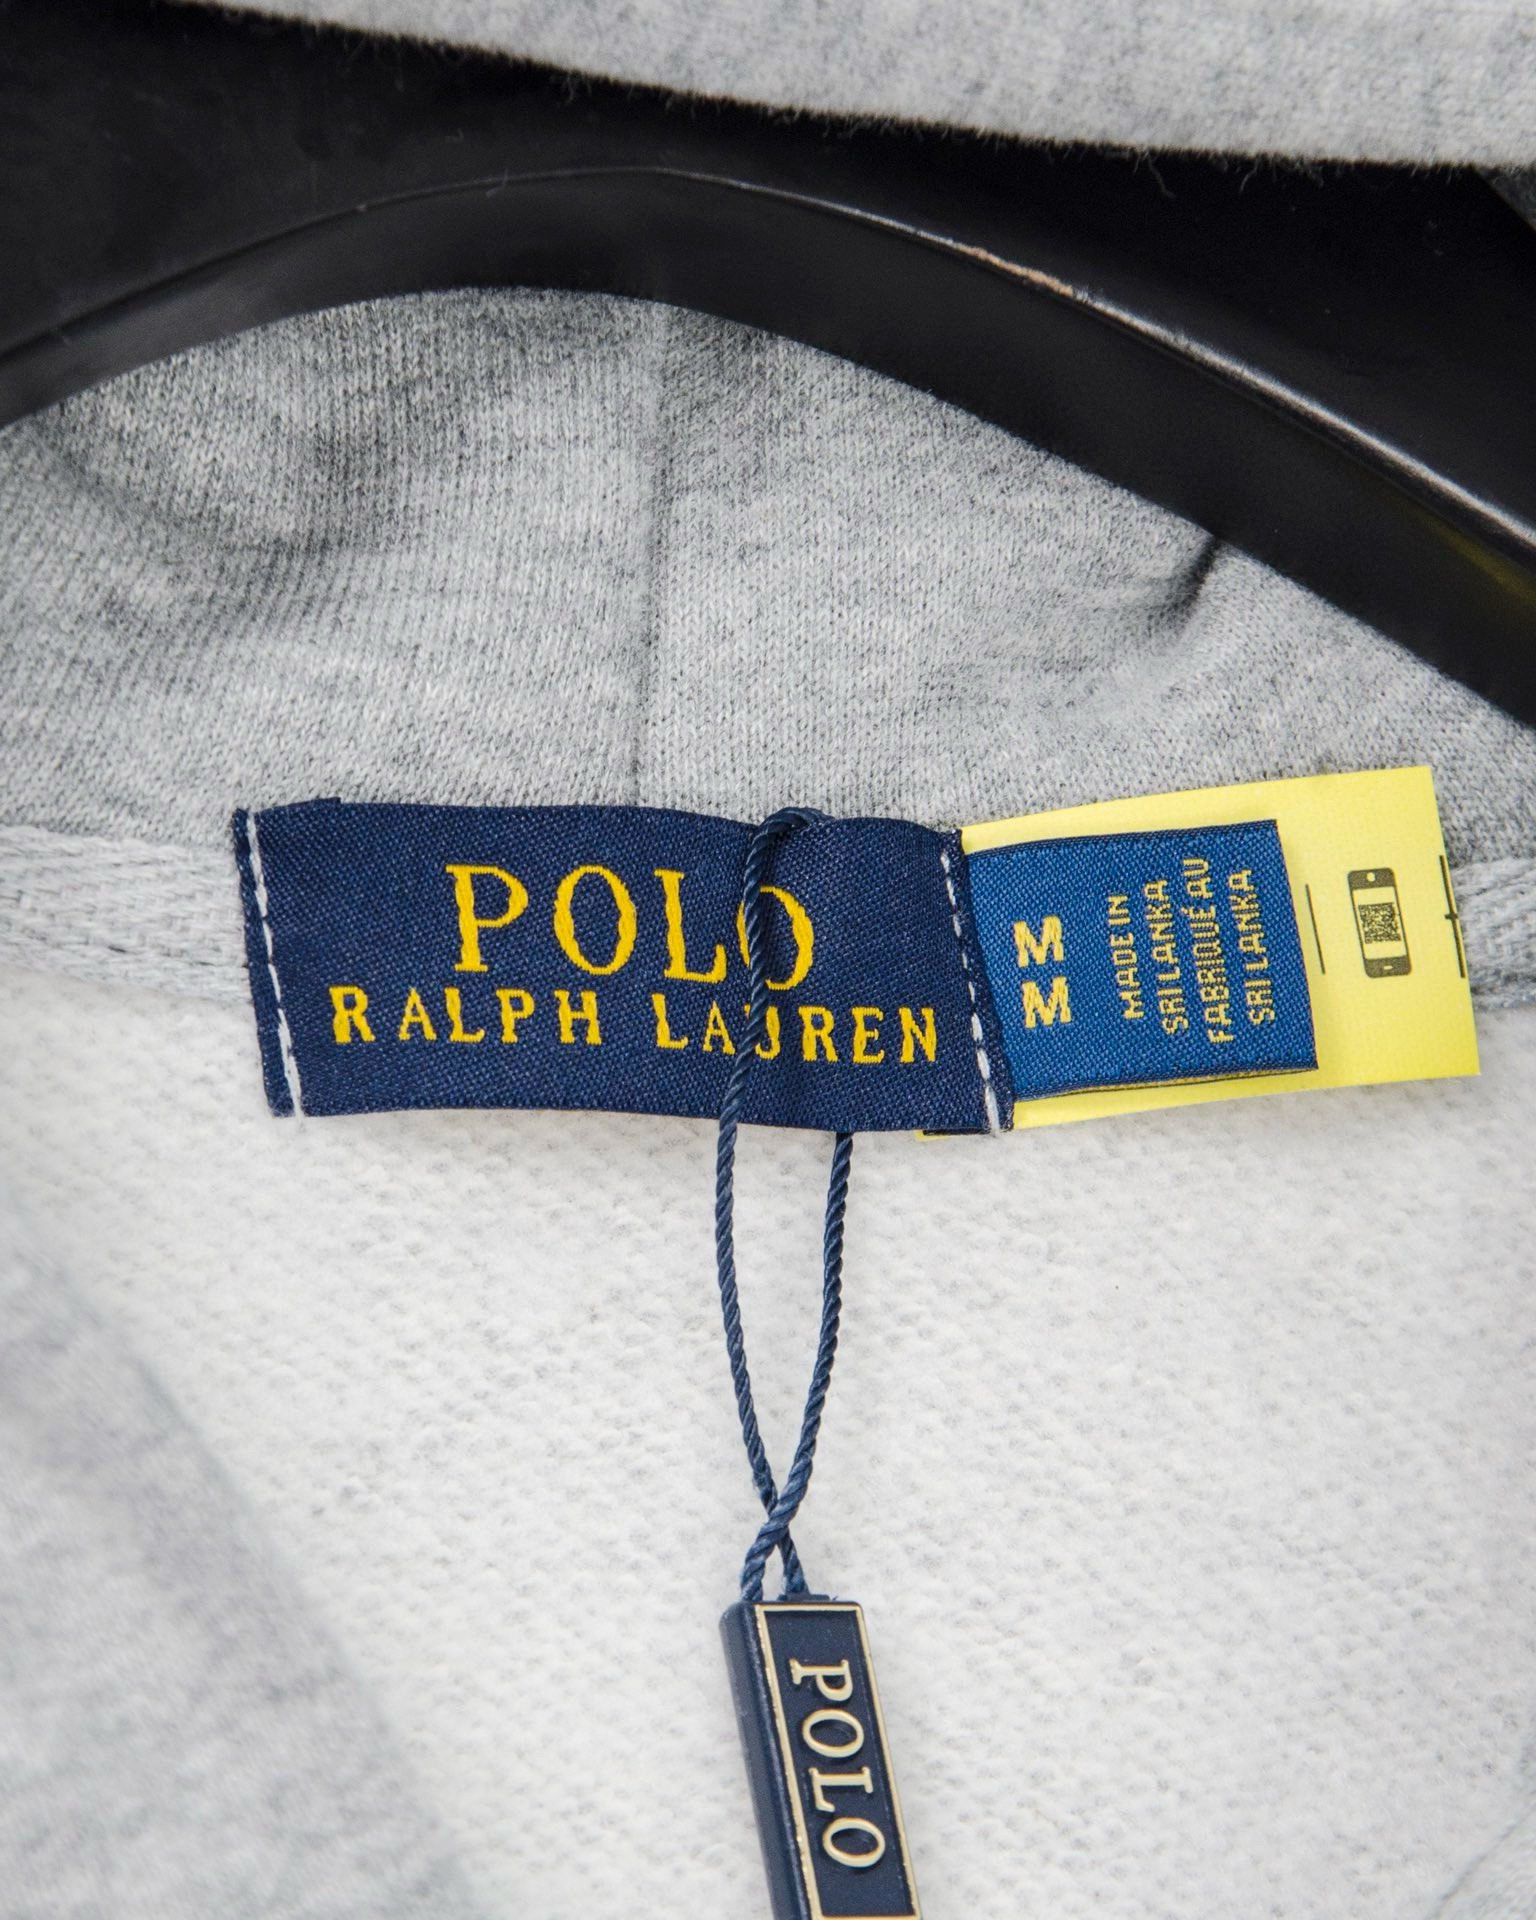 POLO
RALPH LAUREN
M
M
MADE IN
SRI LANKA
FABRIQUÉ AU
SRI LANKA
POLO